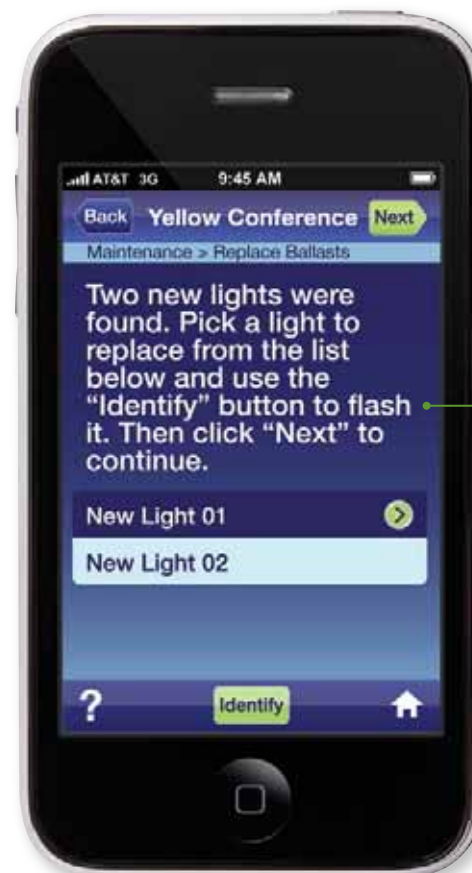 AT&T 3G 9:45 AM
Back Yellow Conference Next
Maintenance > Replace Ballasts
Two new lights were
found. Pick a light to
replace from the list
below and use the
“Identify” button to flash
it. Then click “Next” to
continue.
New Light 01
New Light 02
? Identify